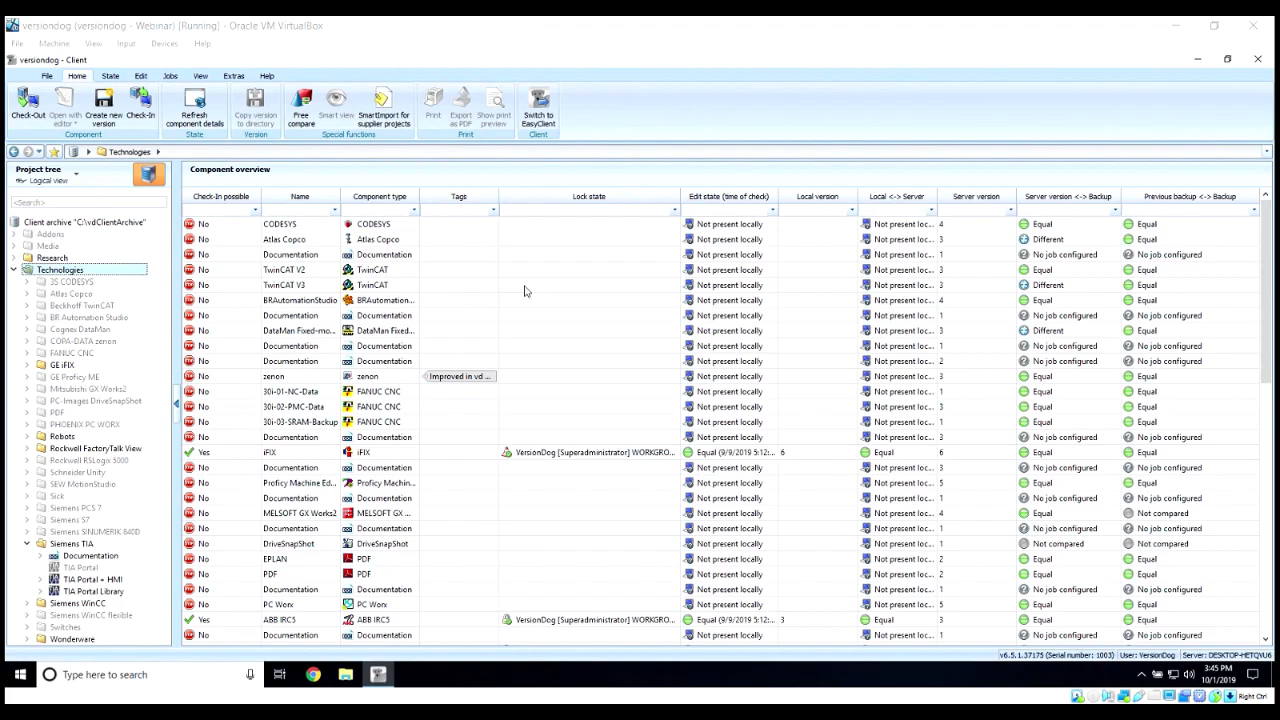 versiondog (versiondog - Webinar) [Running] - Oracle VM VirtualBox
File Machine View Input Devices Help
versiondog - Client
File Home State Edit Jobs View Extras Help
Check-Out Open with editor * Create new version Check-In Refresh component details Copy version to directory Free compare Smart view SmartImport for supplier projects Print Export as PDF Show print preview Switch to EasyClient
Component State Version Special functions Print Client
Technologies
Project tree
Logical View
<Search>
Client archive "C:\vdClientArchive"
Addons
Media
Research
Technologies
3S CODESYS
Atlas Copco
Beckhoff TwinCAT
BR Automation Studio
Cognex DataMan
COPA-DATA zenon
FANUC CNC
GE iFIX
GE Proficy ME
Mitsubishi GX Works2
PC-Images DriveSnapShot
PDF
PHOENIX PC WORX
Robots
Rockwell FactoryTalk View
Rockwell RSLogix 5000
Schneider Unity
SEW MotionStudio
Sick
Siemens PCS 7
Siemens S7
Siemens SINUMERIK 840D
Siemens TIA
Documentation
TIA Portal
TIA Portal + HMI
TIA Portal Library
Siemens WinCC
Siemens WinCC flexible
Switches
Wonderware
Component overview
Check-In possible Name Component type Tags Lock state Edit state (time of check) Local version Local <-> Server Server version Server version <-> Backup Previous backup <-> Backup
No CODESYS CODESYS Not present locally Not present loc... 4 Equal Equal
No Atlas Copco Atlas Copco Not present locally Not present loc... 3 Different Equal
No Documentation Documentation Not present locally Not present loc... 1 No job configured No job configured
No TwinCAT V2 TwinCAT Not present locally Not present loc... 3 Equal Equal
No TwinCAT V3 TwinCAT Not present locally Not present loc... 3 Different Equal
No BRAutomationStudio BRAutomation... Not present locally Not present loc... 4 Equal Equal
No Documentation Documentation Not present locally Not present loc... 1 No job configured No job configured
No DataMan Fixed-mo... DataMan Fixed... Not present locally Not present loc... 3 Different Equal
No Documentation Documentation Not present locally Not present loc... 1 No job configured No job configured
No Documentation Documentation Not present locally Not present loc... 2 No job configured No job configured
No zenon zenon Improved in vd ... Not present locally Not present loc... 3 Equal Equal
No 30i-01-NC-Data FANUC CNC Not present locally Not present loc... 1 Equal Equal
No 30i-02-PMC-Data FANUC CNC Not present locally Not present loc... 3 Equal Equal
No 30i-03-SRAM-Backup FANUC CNC Not present locally Not present loc... 1 Equal Equal
No Documentation Documentation Not present locally Not present loc... 3 No job configured No job configured
Yes iFIX iFIX VersionDog [Superadministrator] WORKGRO... Equal (9/9/2019 5:12:... 6 Equal 6 Equal Equal
No Documentation Documentation Not present locally Not present loc... 3 No job configured No job configured
No Proficy Machine Ed... Proficy Machin... Not present locally Not present loc... 5 Equal Equal
No Documentation Documentation Not present locally Not present loc... 1 No job configured No job configured
No MELSOFT GX Works2 MELSOFT GX ... Not present locally Not present loc... 4 Equal Not compared
No Documentation Documentation Not present locally Not present loc... 1 No job configured No job configured
No DriveSnapShot DriveSnapShot Not present locally Not present loc... 3 Not compared Not compared
No EPLAN PDF Not present locally Not present loc... 2 Equal Equal
No PDF PDF Not present locally Not present loc... 3 Equal Equal
No Documentation Documentation Not present locally Not present loc... 1 No job configured No job configured
No PC Worx PC Worx Not present locally Not present loc... 5 Equal Equal
Yes ABB IRC5 ABB IRC5 VersionDog [Superadministrator] WORKGRO... Equal (9/9/2019 5:12:... 3 Equal 3 Equal Equal
No Documentation Documentation Not present locally Not present loc... 1 No job configured No job configured
v6.5.1.37175 (Serial number: 1003) User: VersionDog Server: DESKTOP-HETQVU6
Type here to search
3:45 PM
10/1/2019
Right Ctrl